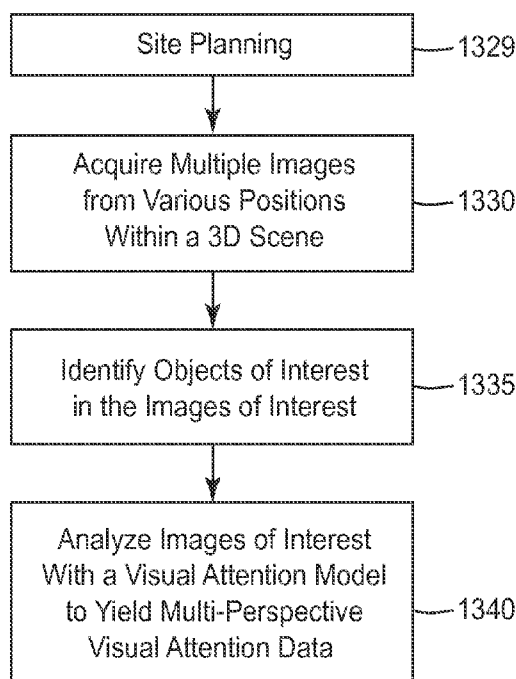 Site Planning
1329
Acquire Multiple Images
from Various Positions
Within a 3D Scene
1330
Identify Objects of Interest
in the Images of Interest
1335
Analyze Images of Interest
With a Visual Attention Model
to Yield Multi-Perspective
Visual Attention Data
1340